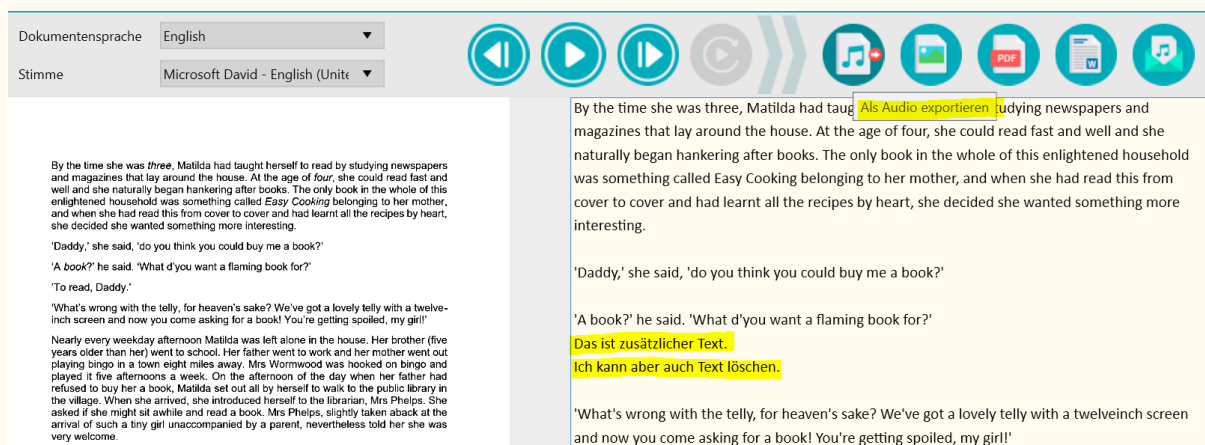 Dokumentensprache English
Stimme Microsoft David - English (Unite
PDF
W
Als Audio exportieren
By the time she was three, Matilda had taught herself to read by studying newspapers
and magazines that lay around the house. At the age of four, she could read fast and
well and she naturally began hankering after books. The only book in the whole of this
enlightened household was something called Easy Cooking belonging to her mother,
and when she had read this from cover to cover and had learnt all the recipes by heart,
she decided she wanted something more interesting.
'Daddy,' she said, 'do you think you could buy me a book?'
'A book?' he said. 'What d'you want a flaming book for?'
'To read, Daddy.'
'What's wrong with the telly, for heaven's sake? We've got a lovely telly with a twelve-
inch screen and now you come asking for a book! You're getting spoiled, my girl!'
Nearly every weekday afternoon Matilda was left alone in the house. Her brother (five
years older than her) went to school. Her father went to work and her mother went out
playing bingo in a town eight miles away. Mrs Wormwood was hooked on bingo and
played it five afternoons a week. On the afternoon of the day when her father had
refused to buy her a book, Matilda set out all by herself to walk to the public library in
the village. When she arrived, she introduced herself to the librarian, Mrs Phelps. She
asked if she might sit awhile and read a book. Mrs Phelps, slightly taken aback at the
arrival of such a tiny girl unaccompanied by a parent, nevertheless told her she was
very welcome.
By the time she was three, Matilda had taug udying newspapers and
magazines that lay around the house. At the age of four, she could read fast and well and she
naturally began hankering after books. The only book in the whole of this enlightened household
was something called Easy Cooking belonging to her mother, and when she had read this from
cover to cover and had learnt all the recipes by heart, she decided she wanted something more
interesting.
'Daddy,' she said, 'do you think you could buy me a book?'
'A book?' he said. 'What d'you want a flaming book for?'
Das ist zusätzlicher Text.
Ich kann aber auch Text löschen.
'What's wrong with the telly, for heaven's sake? We've got a lovely telly with a twelveinch screen
and now you come asking for a book! You're getting spoiled, my girl!'